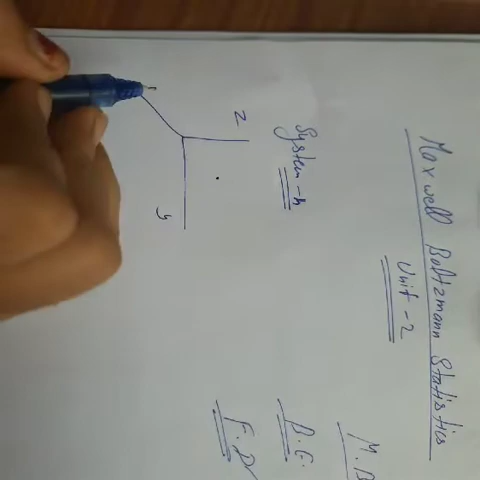 Maxwell Boltzmann Statistics
Unit-2
M.B
System-
B.E.
F.D
Z
y